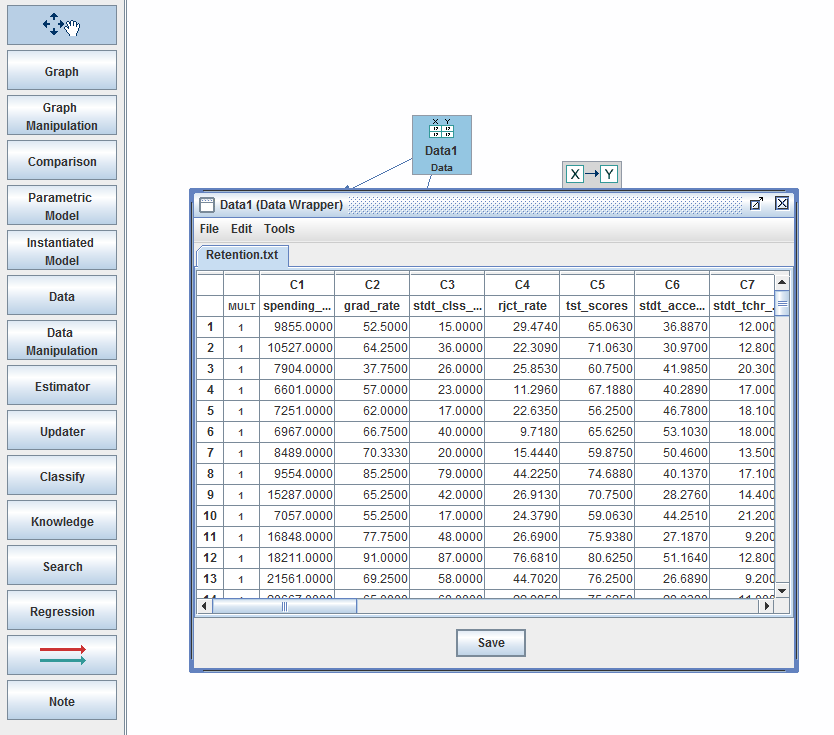 Graph
Graph
Manipulation
Comparison
Parametric
Model
Instantiated
Model
Data
Data
Manipulation
Estimator
Updater
Classify
Knowledge
Search
Regression
Note
X Y
Data1
Data
X Y
Data1 (Data Wrapper)
File Edit Tools
Retention.txt
C1 C2 C3 C4 C5 C6 C7
MULT spending_... grad_rate stdt_clss_... rjct_rate tst_scores stdt_acce... stdt_tchr_
1 1 9855.0000 52.5000 15.0000 29.4740 65.0630 36.8870 12.000
2 1 10527.0000 64.2500 36.0000 22.3090 71.0630 30.9700 12.800
3 1 7904.0000 37.7500 26.0000 25.8530 60.7500 41.9850 20.300
4 1 6601.0000 57.0000 23.0000 11.2960 67.1880 40.2890 17.000
5 1 7251.0000 62.0000 17.0000 22.6350 56.2500 46.7800 18.100
6 1 6967.0000 66.7500 40.0000 9.7180 65.6250 53.1030 18.000
7 1 8489.0000 70.3330 20.0000 15.4440 59.8750 50.4600 13.500
8 1 9554.0000 85.2500 79.0000 44.2250 74.6880 40.1370 17.100
9 1 15287.0000 65.2500 42.0000 26.9130 70.7500 28.2760 14.400
10 1 7057.0000 55.2500 17.0000 24.3790 59.0630 44.2510 21.200
11 1 16848.0000 77.7500 48.0000 26.6900 75.9380 27.1870 9.200
12 1 18211.0000 91.0000 87.0000 76.6810 80.6250 51.1640 12.800
13 1 21561.0000 69.2500 58.0000 44.7020 76.2500 26.6890 9.200
Save